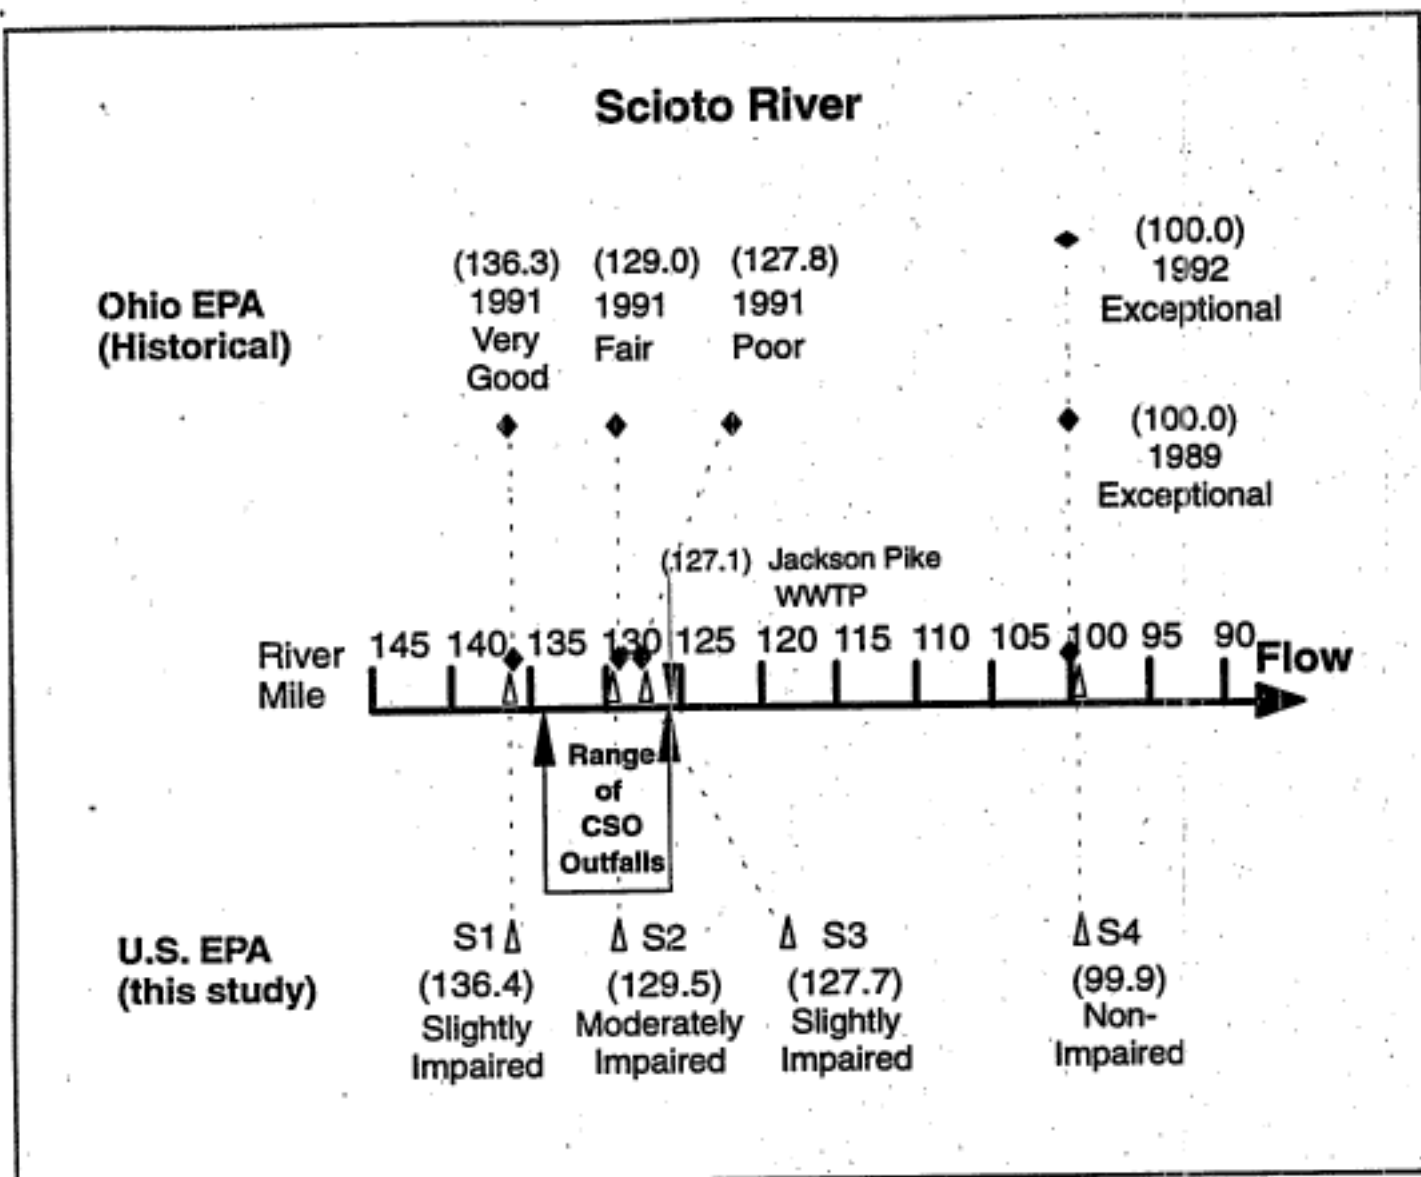 Scioto River
Ohio EPA
(Historical)
(136.3)
1991
Very
Good
(129.0)
1991
Fair
(127.8)
1991
Poor
(100.0)
1992
Exceptional
(100.0)
1989
Exceptional
(127.1) Jackson Pike
WWTP
River
Mile
145 140 135 130 125 120 115 110 105 100 95 90
Flow
Range
of
CSO
Outfalls
U.S. EPA
(this study)
S1
(136.4)
Slightly
Impaired
S2
(129.5)
Moderately
Impaired
S3
(127.7)
Slightly
Impaired
S4
(99.9)
Non-
Impaired